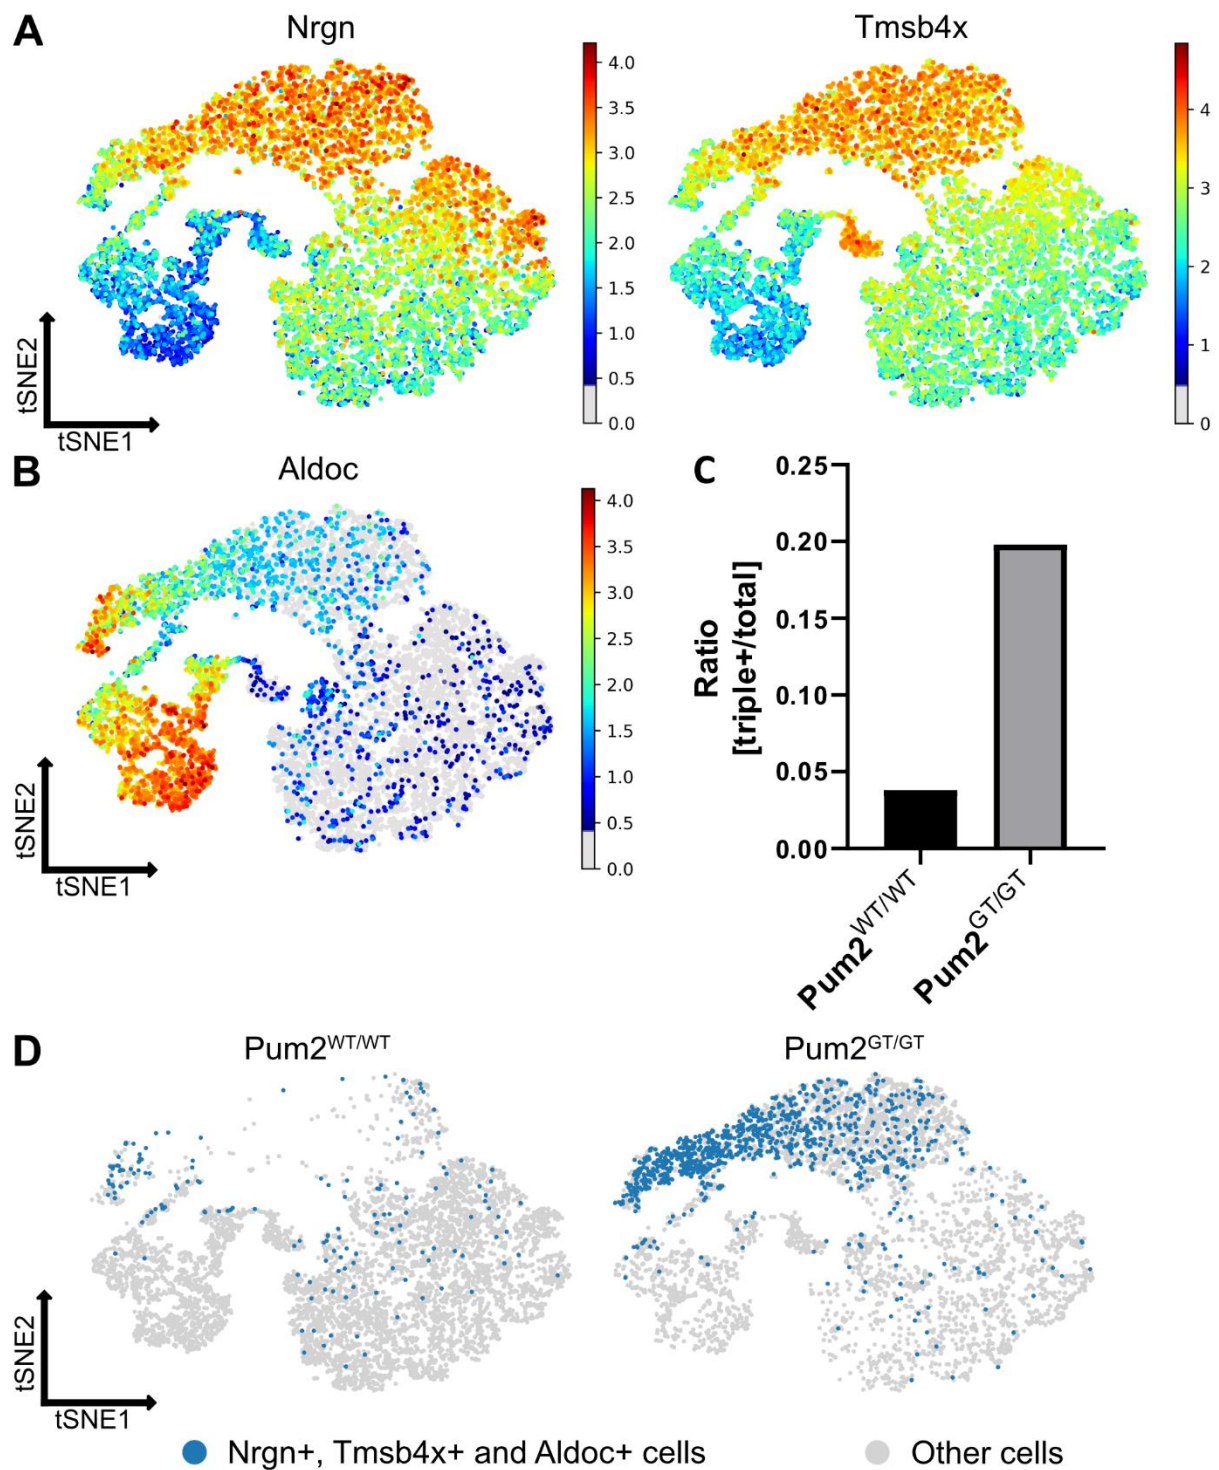 A
Nrgn
Tmsb4x
4.0
3.5
3.0
2.5
2.0
1.5
1.0
0.5
0.0
4
3
2
1
0
tSNE2
tSNE1
B
Aldoc
4.0
3.5
3.0
2.5
2.0
1.5
1.0
0.5
0.0
tSNE2
tSNE1
C
0.25
0.20
0.15
0.10
0.05
0.00
Ratio
[triple+/total]
Pum2WT/WT
Pum2GT/GT
D
Pum2WT/WT
Pum2GT/GT
tSNE2
tSNE1
Nrgn+, Tmsb4x+ and Aldoc+ cells
Other cells